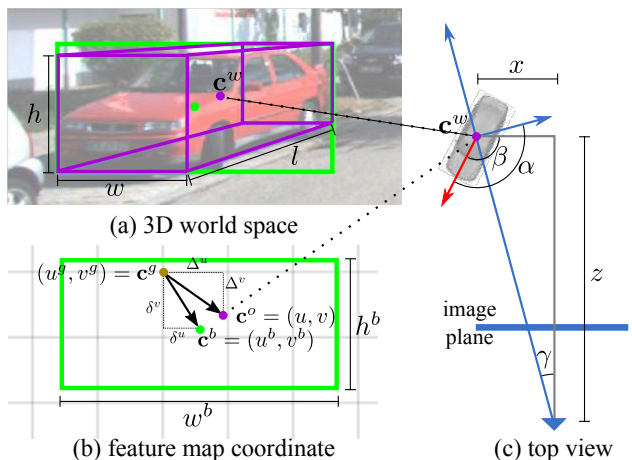 h
w
l
c^w
(a) 3D world space
(u^g, v^g) = c^g
Δ^u
Δ^v
δ^v
δ^u
c^o = (u, v)
c^b = (u^b, v^b)
h^b
w^b
(b) feature map coordinate
x
c^w
β
α
z
image
plane
γ
(c) top view